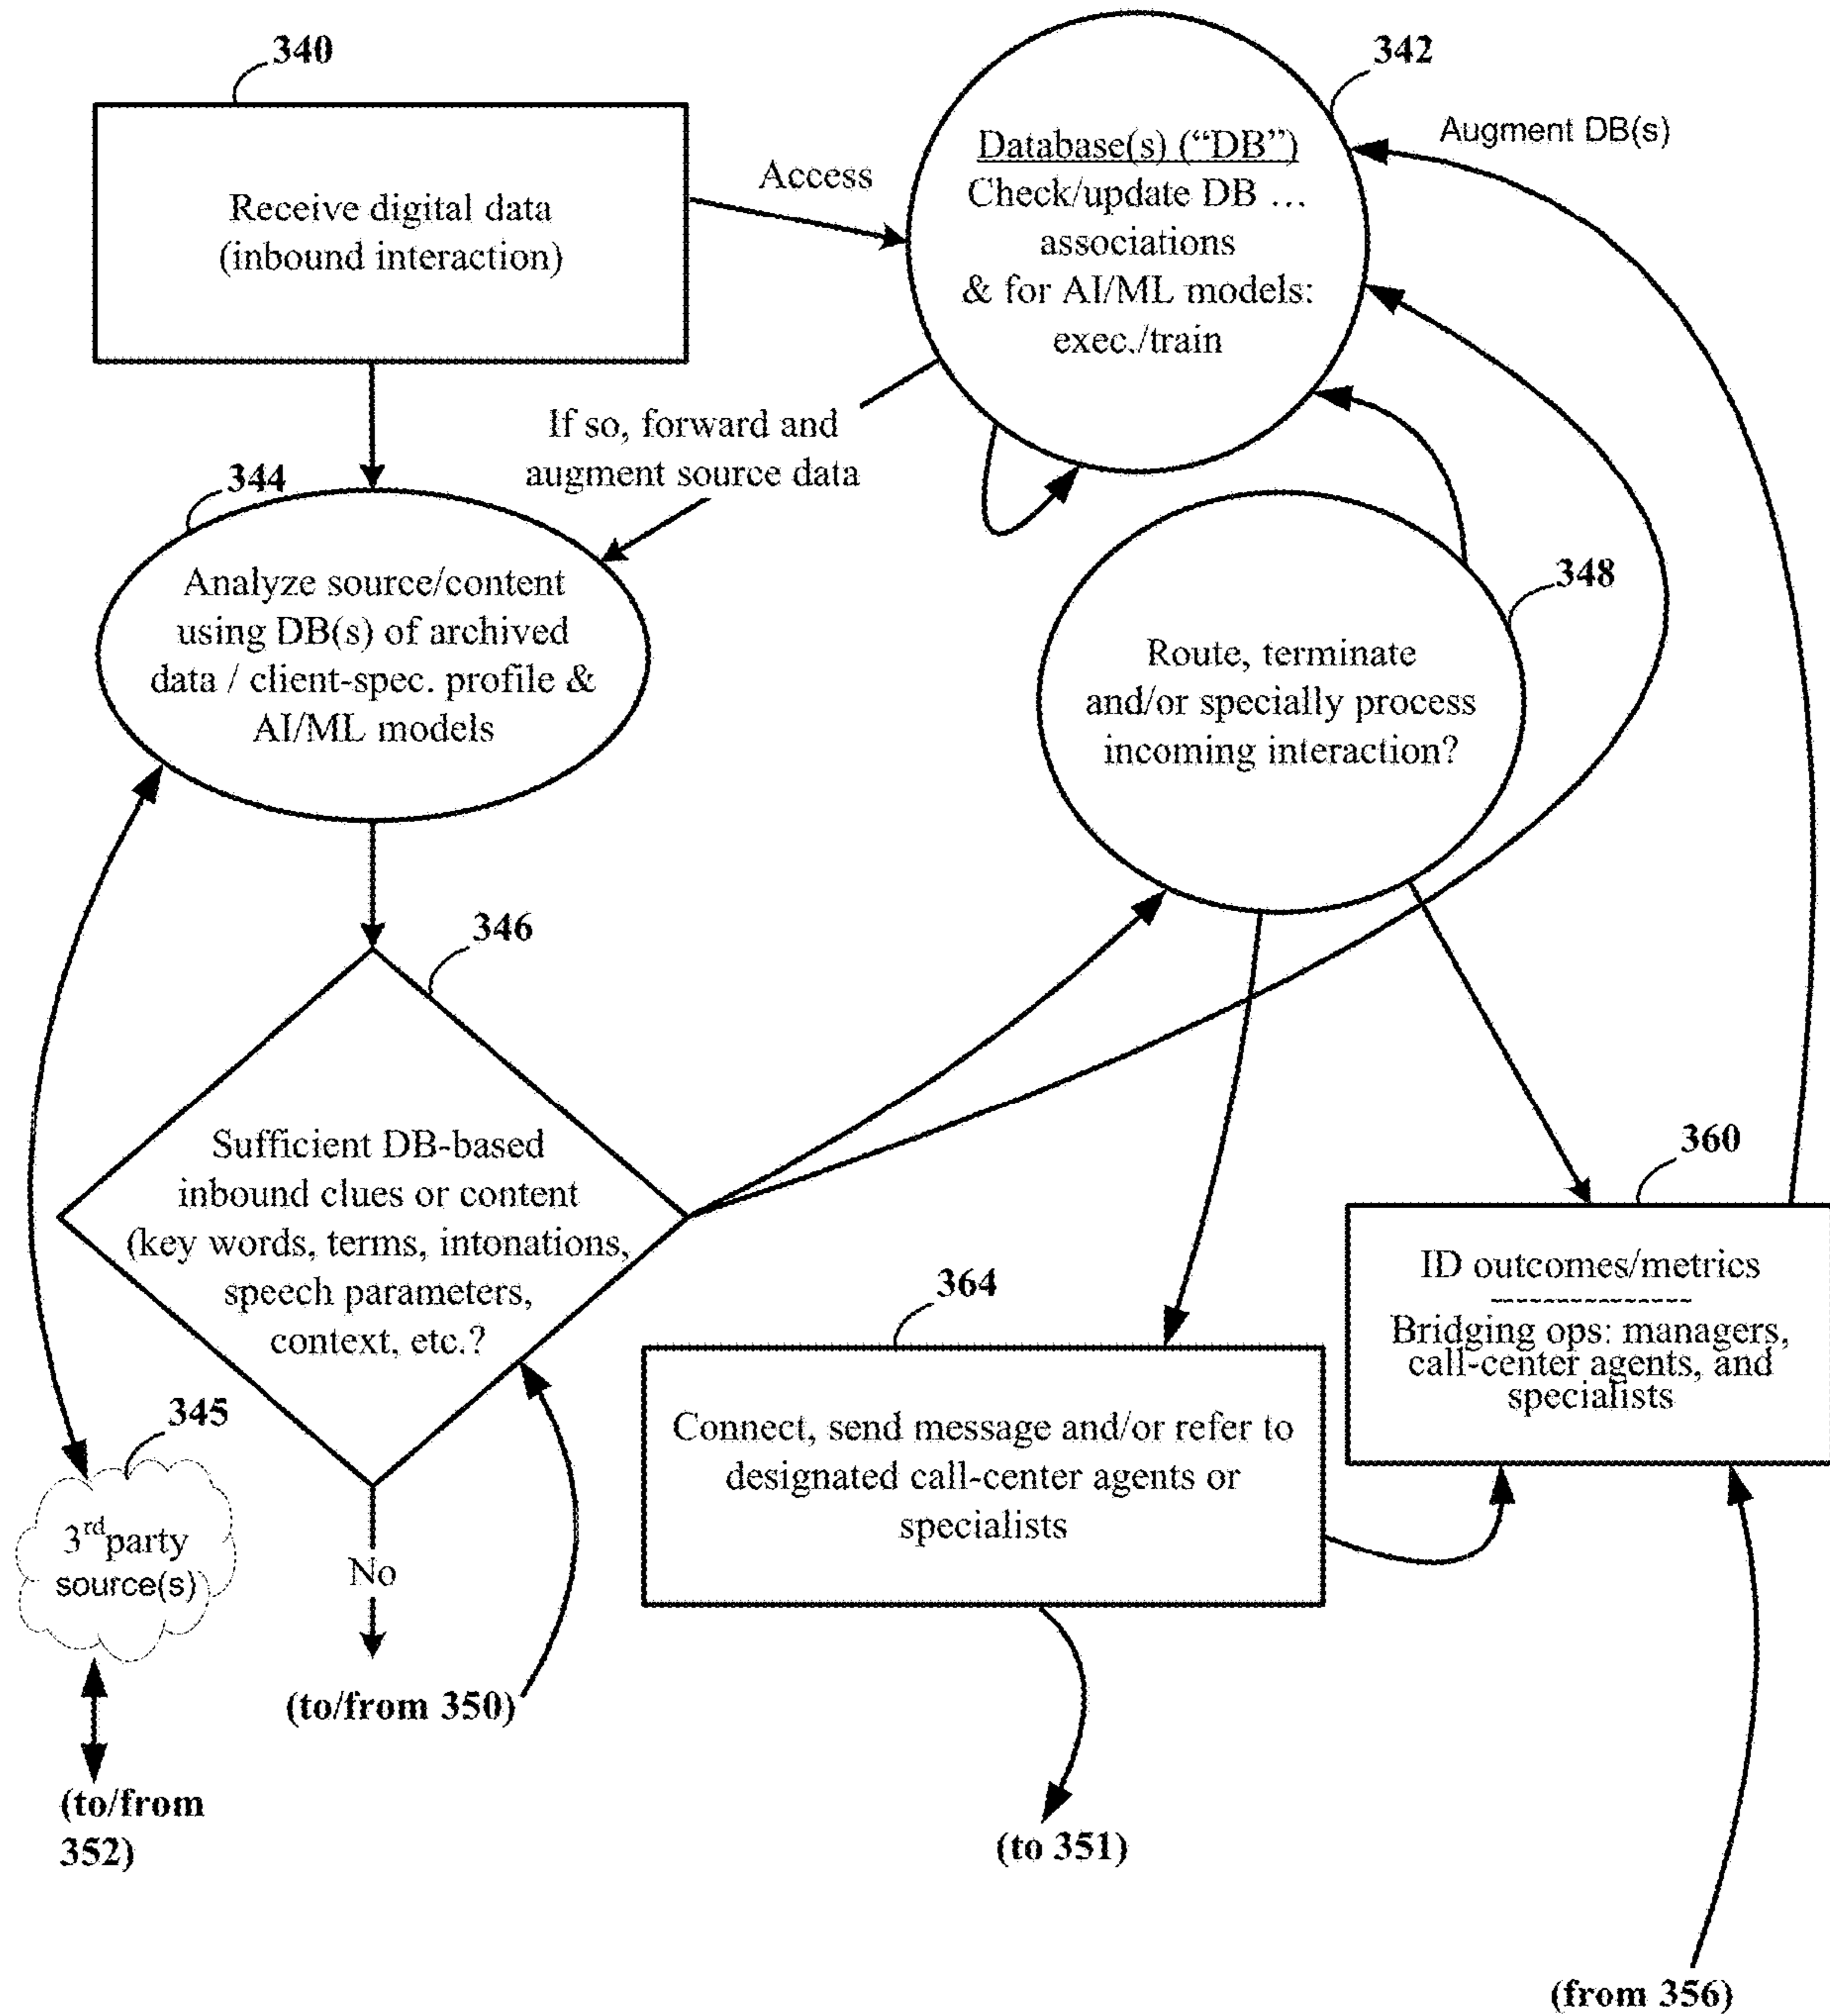 340
Receive digital data
(inbound interaction)
Access
342
Database(s) (“DB”)
Check/update DB ...
associations
& for AI/ML models:
exec./train
Augment DB(s)
If so, forward and
augment source data
344
Analyze source/content
using DB(s) of archived
data / client-spec. profile &
AI/ML models
348
Route, terminate
and/or specially process
incoming interaction?
346
Sufficient DB-based
inbound clues or content
(key words, terms, intonations,
speech parameters,
context, etc.?
360
ID outcomes/metrics
Bridging ops: managers,
call-center agents, and
specialists
364
Connect, send message and/or refer to
designated call-center agents or
specialists
345
3rd party
source(s)
No
(to/from 350)
(to/from
352)
(to 351)
(from 356)